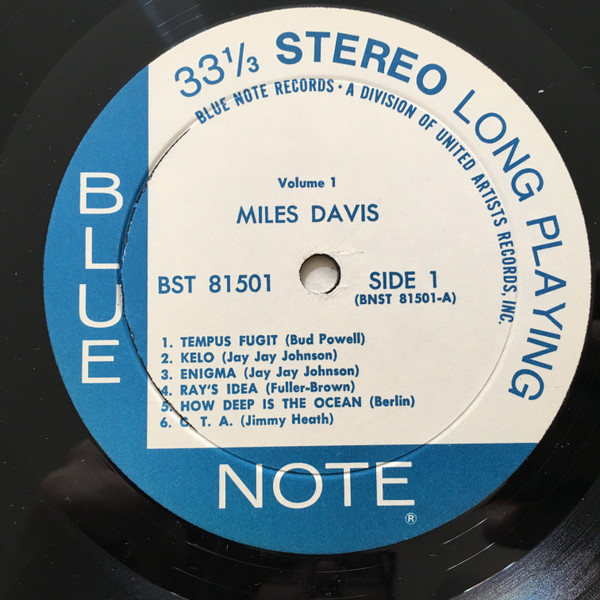 33⅓ STEREO LONG PLAYING
BLUE NOTE RECORDS • A DIVISION OF UNITED ARTISTS RECORDS, INC.
BLUE
Volume 1
MILES DAVIS
BST 81501
SIDE 1
(BNST 81501-A)
1. TEMPUS FUGIT (Bud Powell)
2. KELO (Jay Jay Johnson)
3. ENIGMA (Jay Jay Johnson)
4. RAY'S IDEA (Fuller-Brown)
5. HOW DEEP IS THE OCEAN (Berlin)
6. C. T. A. (Jimmy Heath)
NOTE
®